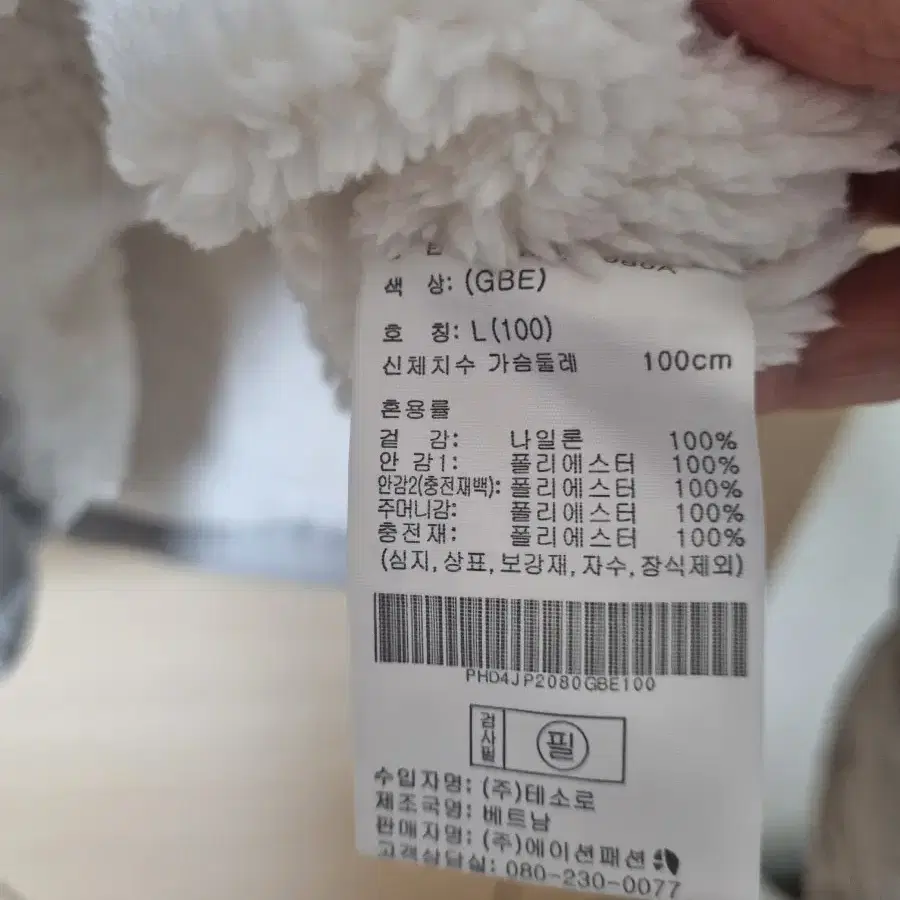 색 상: (GBE)
호 칭: L(100)
신체치수 가슴둘레 100cm
혼용률
겉 감: 나일론 100%
안 감1: 폴리에스터 100%
안감2(충전재백): 폴리에스터 100%
주머니감: 폴리에스터 100%
충전재: 폴리에스터 100%
(심지, 상표, 보강재, 자수, 장식제외)
PHD4JP2080GBE100
검사필 필
수입자명: (주)테소로
제조국명: 베트남
판매자명: (주)에이션패션
고객상담실: 080-230-0077